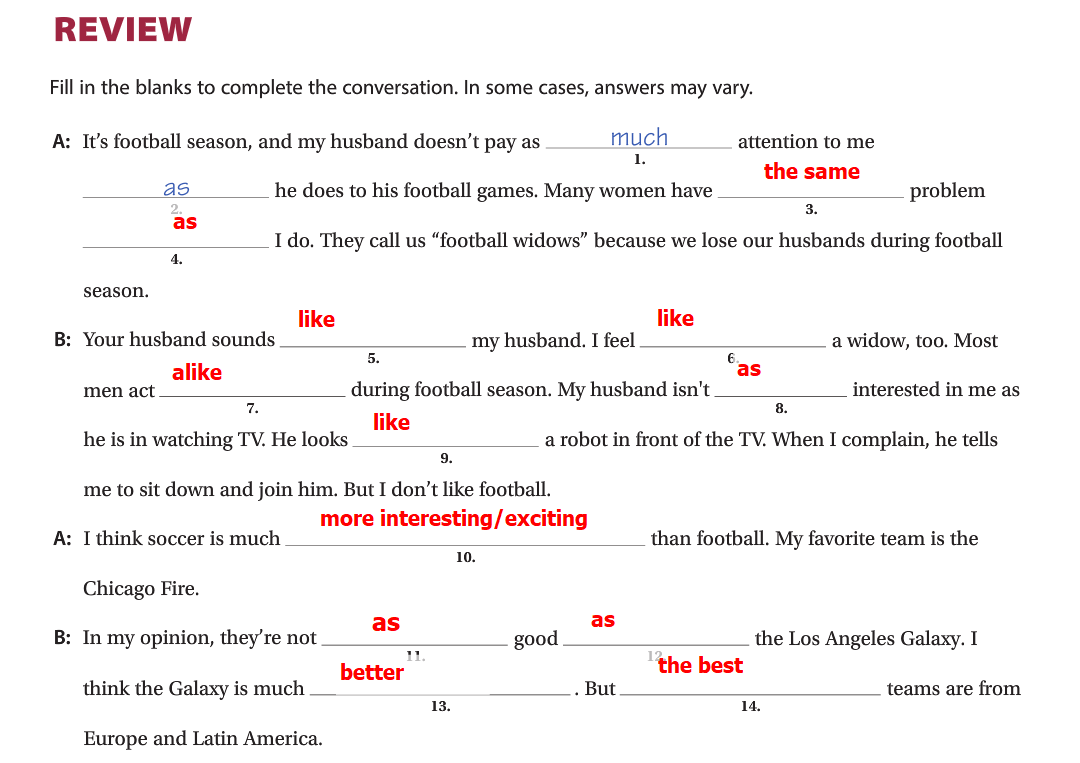 REVIEW
Fill in the blanks to complete the conversation. In some cases, answers may vary.
A: It's football season, and my husband doesn't pay as much attention to me
1.
as he does to his football games. Many women have the same problem
2. 3.
as I do. They call us “football widows” because we lose our husbands during football
4.
season.
B: Your husband sounds like my husband. I feel like a widow, too. Most
5. 6.
men act alike during football season. My husband isn't as interested in me as
7. 8.
he is in watching TV. He looks like a robot in front of the TV. When I complain, he tells
9.
me to sit down and join him. But I don't like football.
A: I think soccer is much more interesting/exciting than football. My favorite team is the
10.
Chicago Fire.
B: In my opinion, they're not as good as the Los Angeles Galaxy. I
11. 12.
think the Galaxy is much better. But the best teams are from
13. 14.
Europe and Latin America.